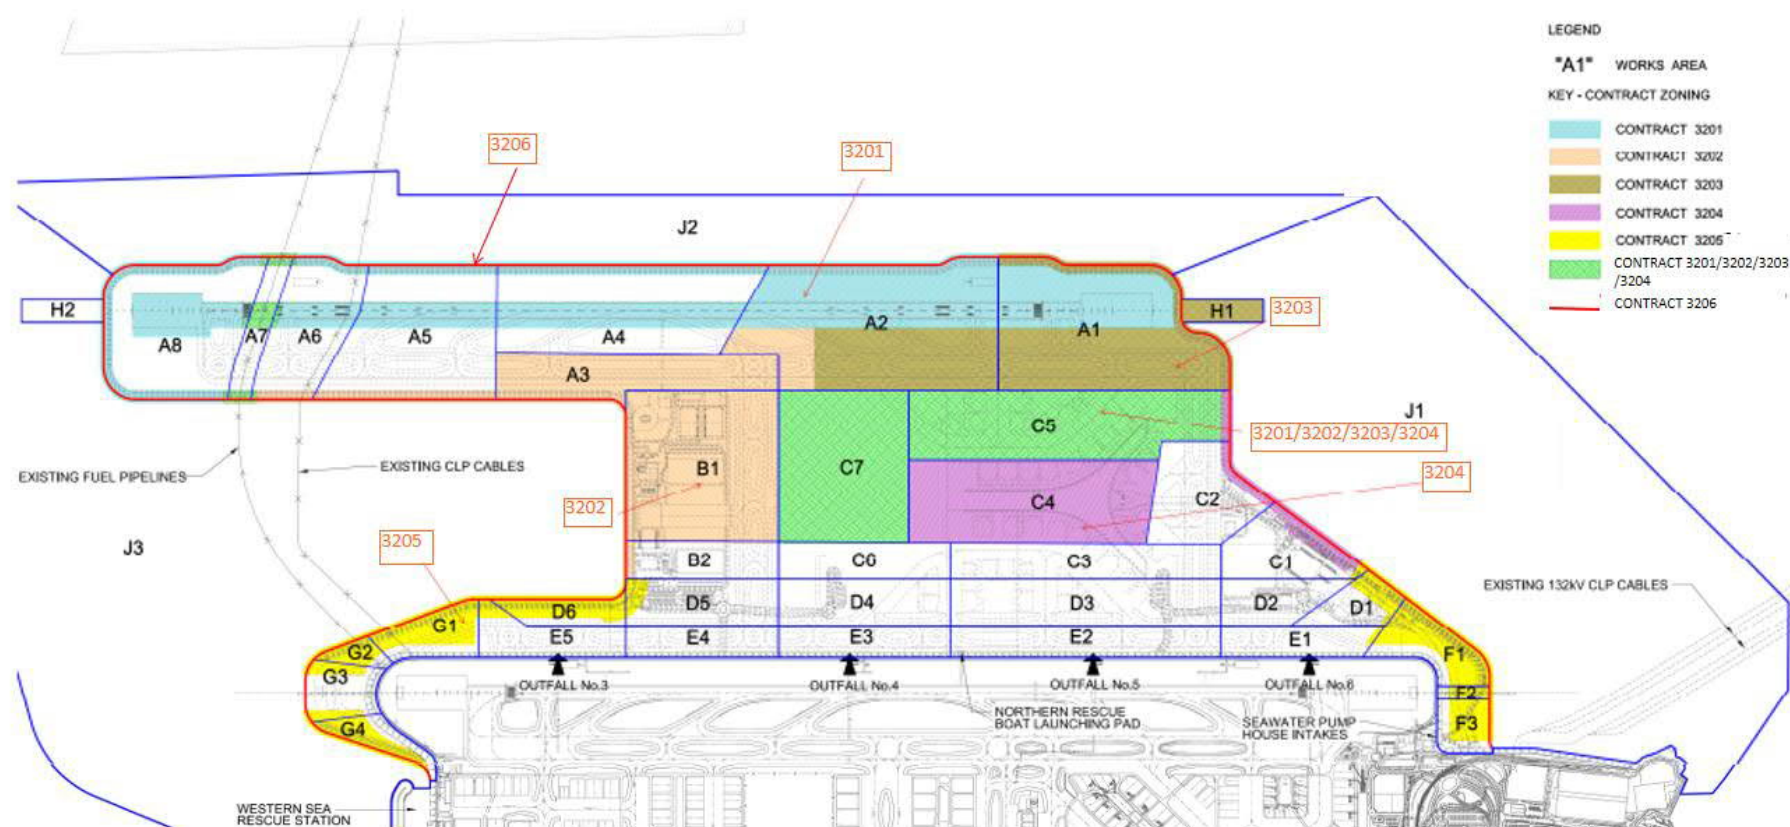 LEGEND
"A1" WORKS AREA
KEY - CONTRACT ZONING
CONTRACT 3201
CONTRACT 3202
CONTRACT 3203
CONTRACT 3204
CONTRACT 3205
CONTRACT 3201/3202/3203
/3204
CONTRACT 3206
3206
3201
J2
H2
A8
A7
A6
A5
A4
A3
A2
A1
H1
3203
J1
C5
3201/3202/3203/3204
C7
B1
C4
C2
3204
3202
3205
EXISTING FUEL PIPELINES
EXISTING CLP CABLES
J3
B2
C6
C3
C1
EXISTING 132kV CLP CABLES
D6
D5
D4
D3
D2
D1
G1
E5
E4
E3
E2
E1
G2
F1
G3
OUTFALL No.3
OUTFALL No.4
OUTFALL No.5
OUTFALL No.6
F2
G4
NORTHERN RESCUE
BOAT LAUNCHING PAD
SEAWATER PUMP
HOUSE INTAKES
F3
WESTERN SEA
RESCUE STATION